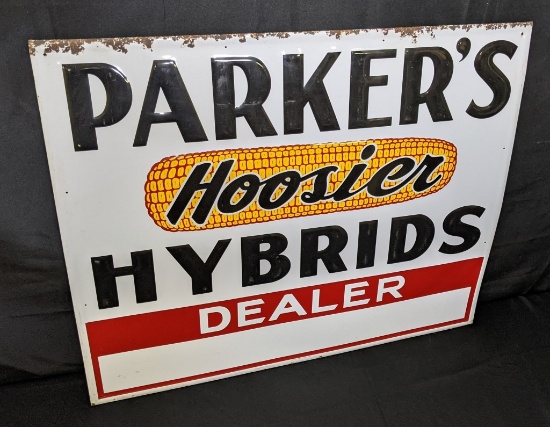 PARKER'S
Hoosier
HYBRIDS
DEALER